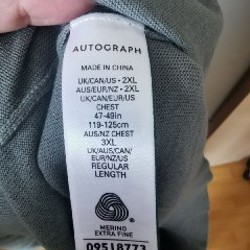 AUTOGRAPH
MADE IN CHINA
UK/CAN/US • 2XL
AUS/EUR/NZ • 2XL
UK/CAN/EUR/US
CHEST
47-49in
119-125cm
AUS/NZ CHEST
3XL
UK/AUS/CAN/
EUR/NZ/US
REGULAR
LENGTH
MERINO
EXTRA FINE
09518773